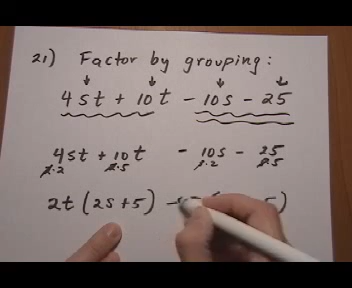 21) Factor by grouping:
4st + 10t - 10s - 25
4st + 10t - 10s - 25
2·2 2·5 2·2 5·5
2t (2s+5) - 5)